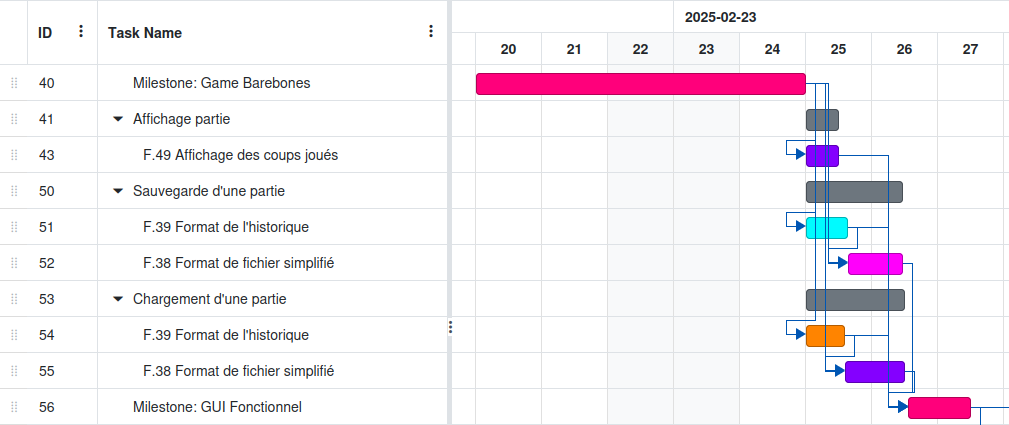 ID Task Name 2025-02-23
20 21 22 23 24 25 26 27
40 Milestone: Game Barebones
41 Affichage partie
43 F.49 Affichage des coups joués
50 Sauvegarde d'une partie
51 F.39 Format de l'historique
52 F.38 Format de fichier simplifié
53 Chargement d'une partie
54 F.39 Format de l'historique
55 F.38 Format de fichier simplifié
56 Milestone: GUI Fonctionnel